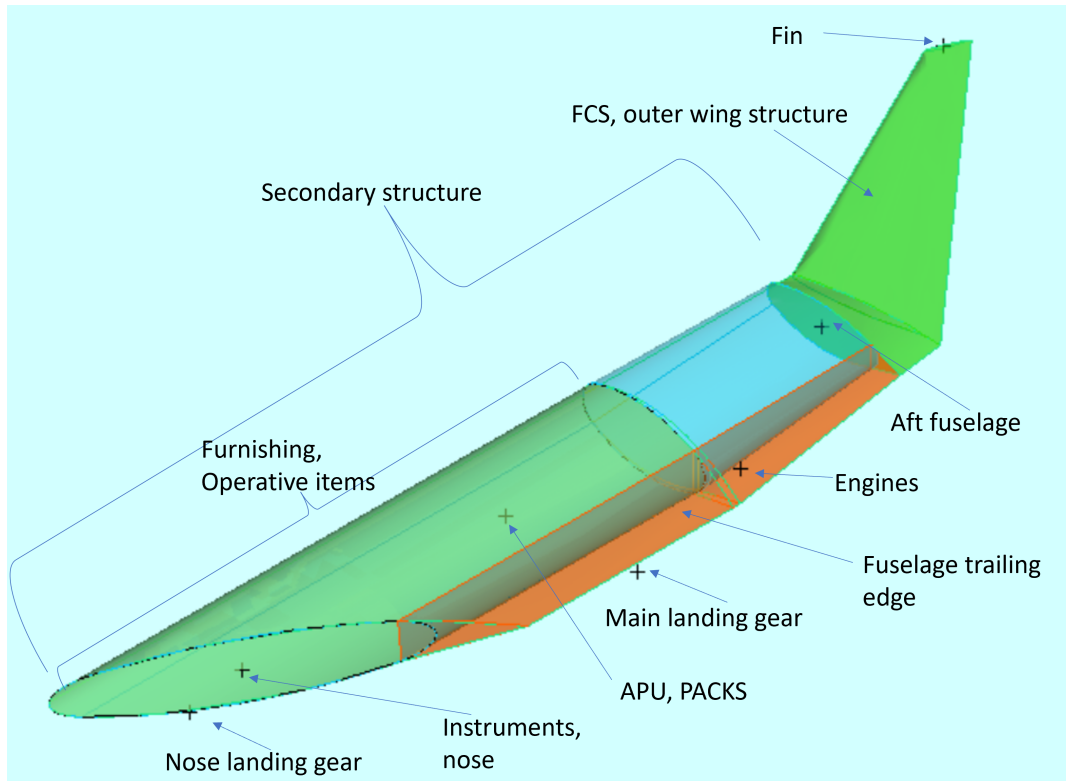 Fin
FCS, outer wing structure
Secondary structure
Aft fuselage
Furnishing,
Operative items
Engines
Fuselage trailing
edge
Main landing gear
APU, PACKS
Instruments,
nose
Nose landing gear